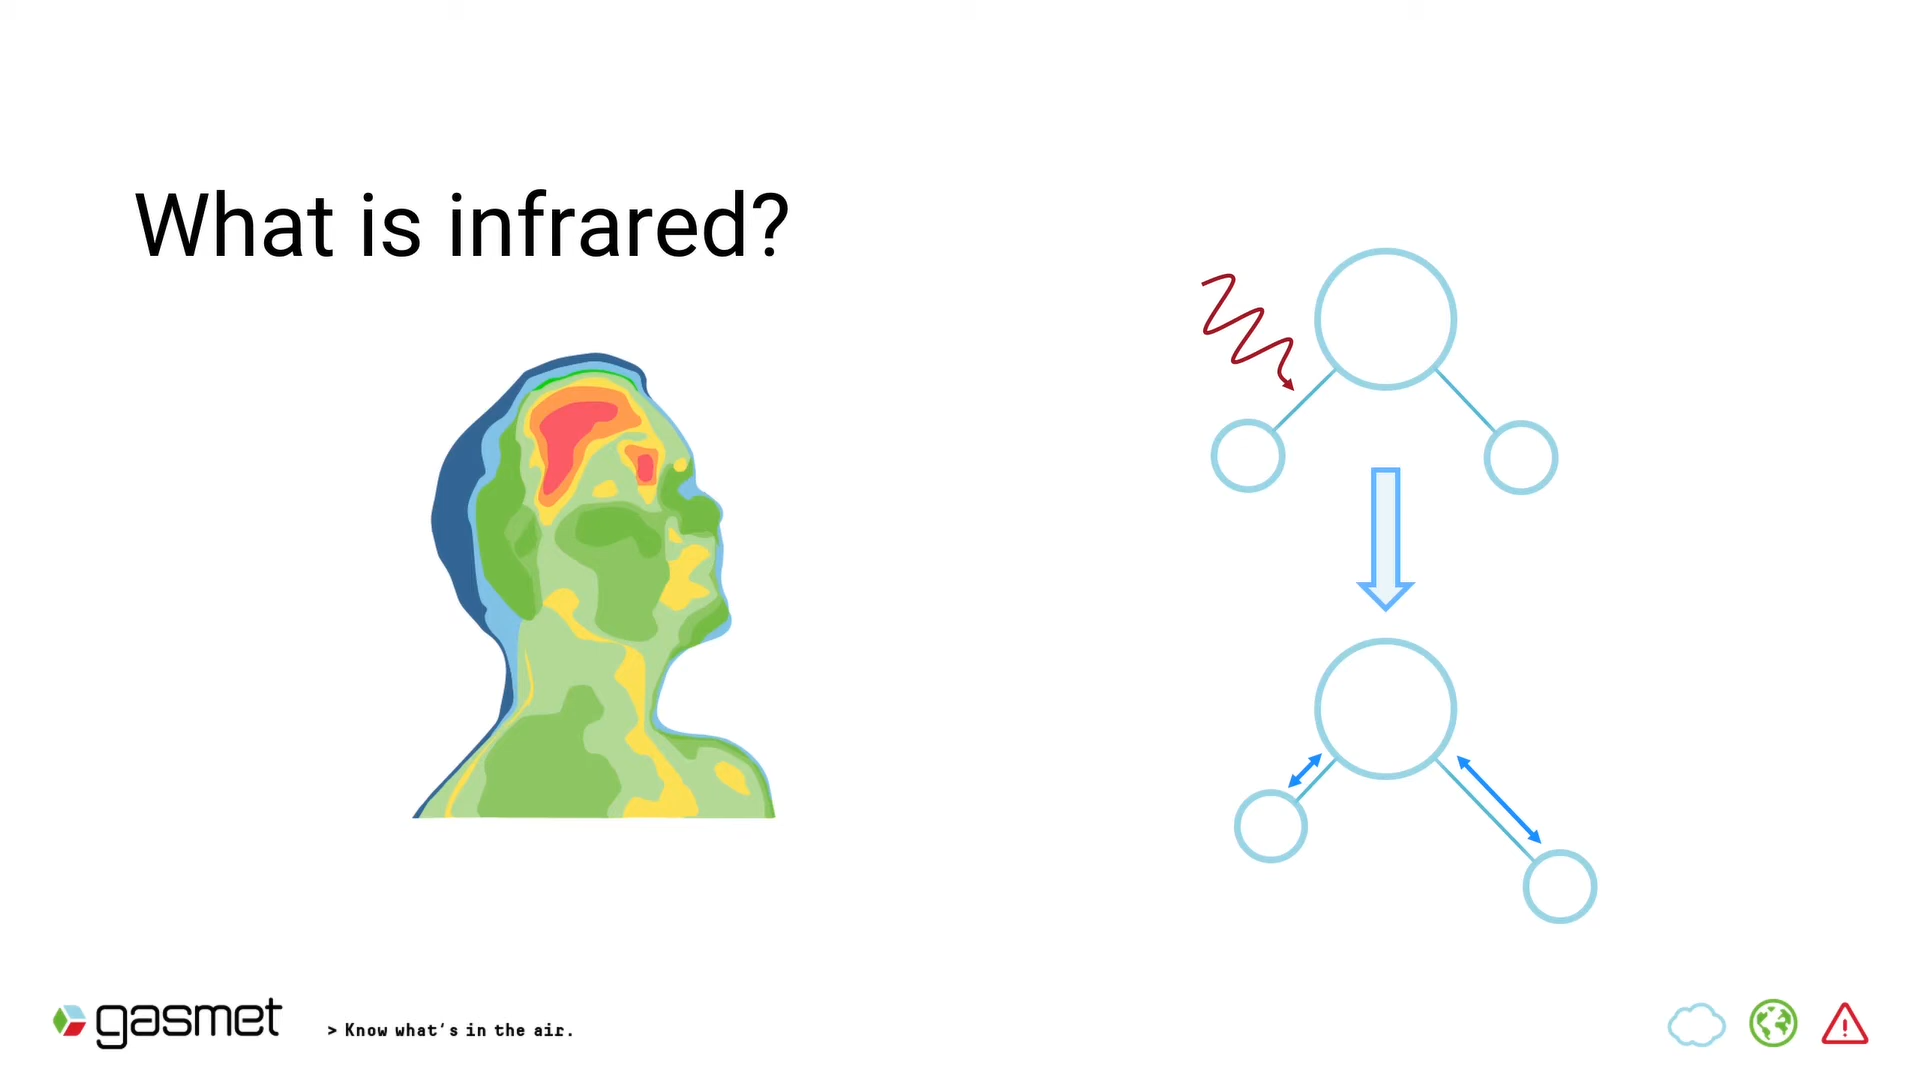 What is infrared?
gasmet
> Know what's in the air.